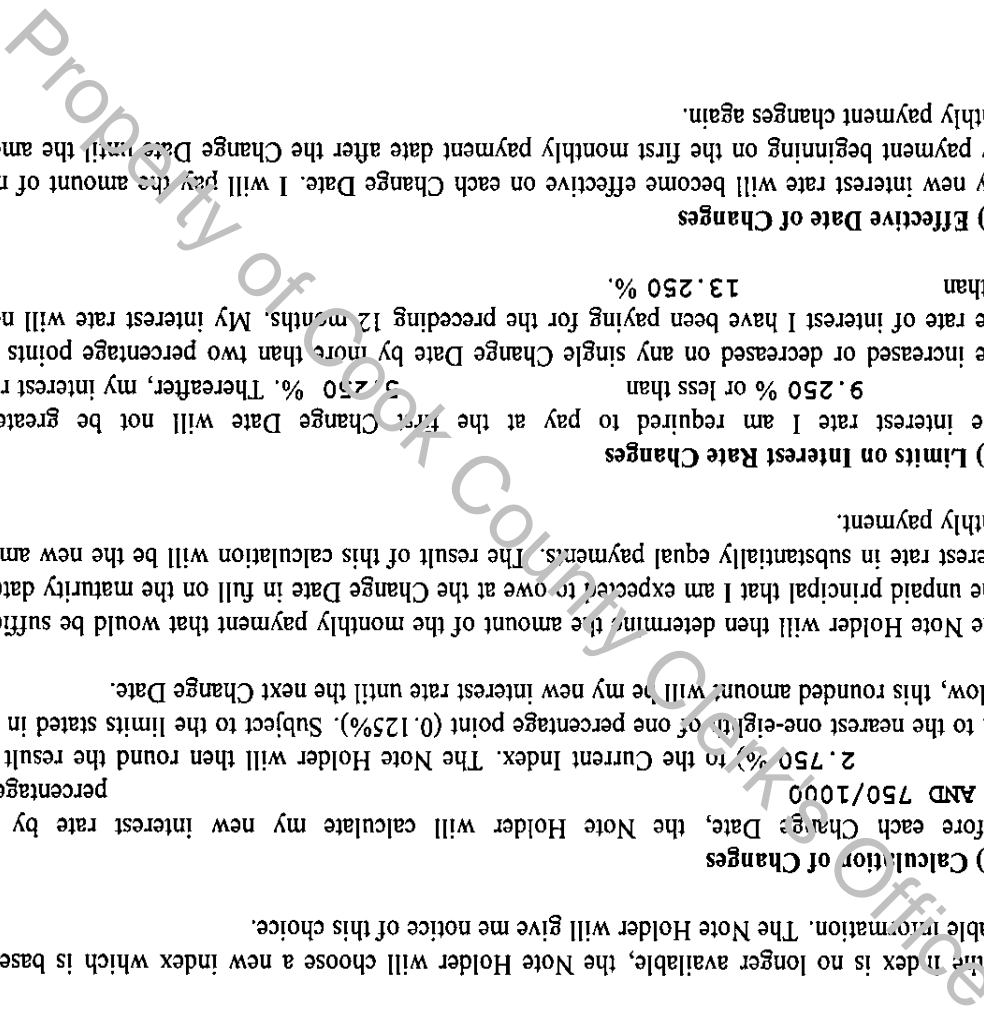 the index is no longer available, the Note Holder will choose a new index which is base
able information. The Note Holder will give me notice of this choice.
) Calculation of Changes
fore each Change Date, the Note Holder will calculate my new interest rate by
AND 750/1000 percentage
2.750 %) to the Current Index. The Note Holder will then round the result
to the nearest one-eighth of one percentage point (0.125%). Subject to the limits stated in
low, this rounded amount will be my new interest rate until the next Change Date.
e Note Holder will then determine the amount of the monthly payment that would be suffic
he unpaid principal that I am expected to owe at the Change Date in full on the maturity dat
erest rate in substantially equal payments. The result of this calculation will be the new am
thly payment.
) Limits on Interest Rate Changes
e interest rate I am required to pay at the first Change Date will not be greate
9.250 % or less than 5.250 %. Thereafter, my interest r
e increased or decreased on any single Change Date by more than two percentage points
e rate of interest I have been paying for the preceding 12 months. My interest rate will n
than 13.250 %.
) Effective Date of Changes
y new interest rate will become effective on each Change Date. I will pay the amount of n
payment beginning on the first monthly payment date after the Change Date until the am
thly payment changes again.
Property of Cook County Clerk's Office